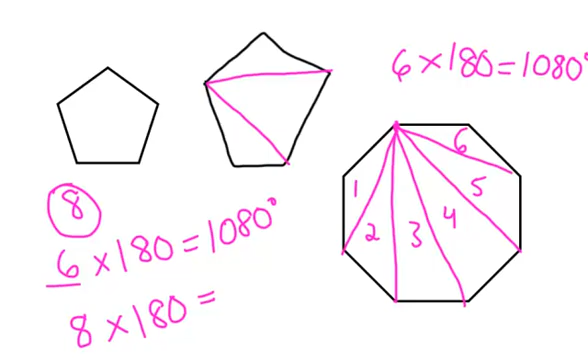 6 × 180 = 1080°
8
6 × 180 = 1080°
8 × 180 =
1
2
3
4
5
6